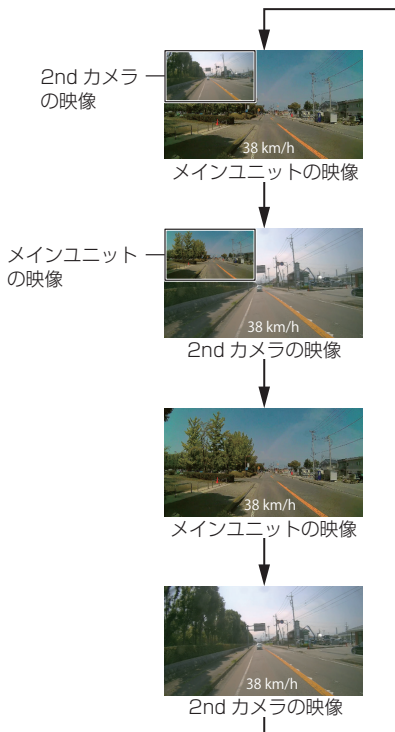 2nd カメラ
の映像
38 km/h
メインユニットの映像
メインユニット
の映像
38 km/h
2nd カメラの映像
38 km/h
メインユニットの映像
38 km/h
2nd カメラの映像